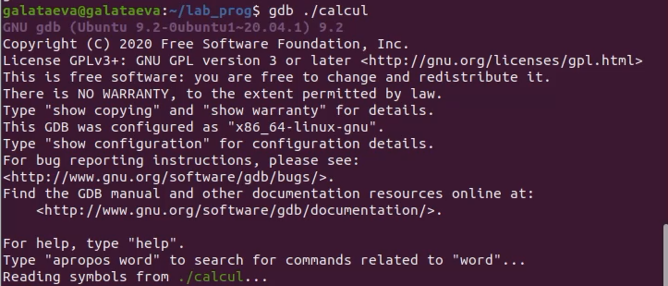 galataeva@galataeva:~/lab_prog$ gdb ./calcul
GNU gdb (Ubuntu 9.2-0ubuntu1~20.04.1) 9.2
Copyright (C) 2020 Free Software Foundation, Inc.
License GPLv3+: GNU GPL version 3 or later <http://gnu.org/licenses/gpl.html>
This is free software: you are free to change and redistribute it.
There is NO WARRANTY, to the extent permitted by law.
Type "show copying" and "show warranty" for details.
This GDB was configured as "x86_64-linux-gnu".
Type "show configuration" for configuration details.
For bug reporting instructions, please see:
<http://www.gnu.org/software/gdb/bugs/>.
Find the GDB manual and other documentation resources online at:
    <http://www.gnu.org/software/gdb/documentation/>.

For help, type "help".
Type "apropos word" to search for commands related to "word"...
Reading symbols from ./calcul...